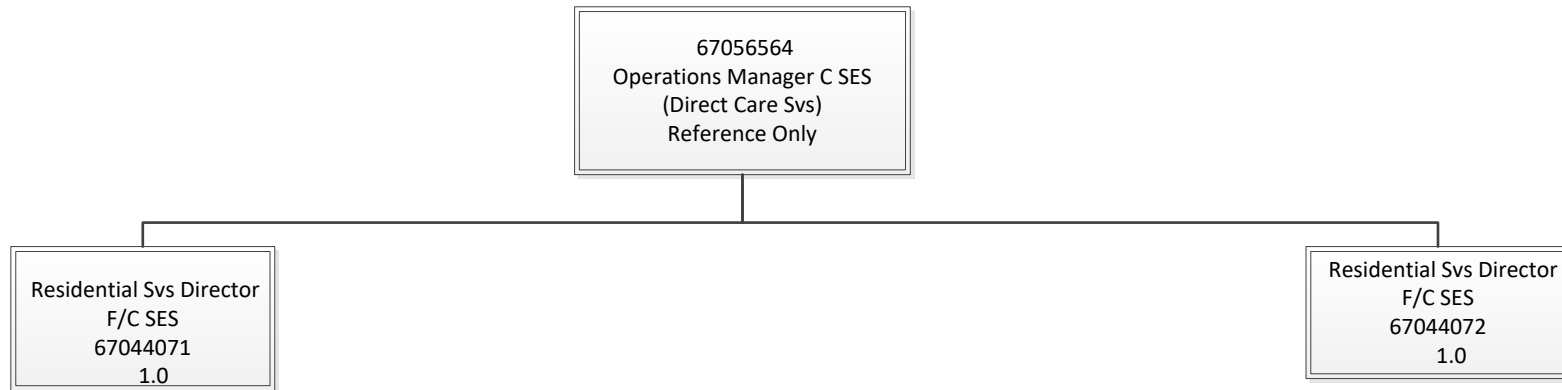 67056564
Operations Manager C SES
(Direct Care Svs)
Reference Only
Residential Svs Director
F/C SES
67044071
1.0
Residential Svs Director
F/C SES
67044072
1.0